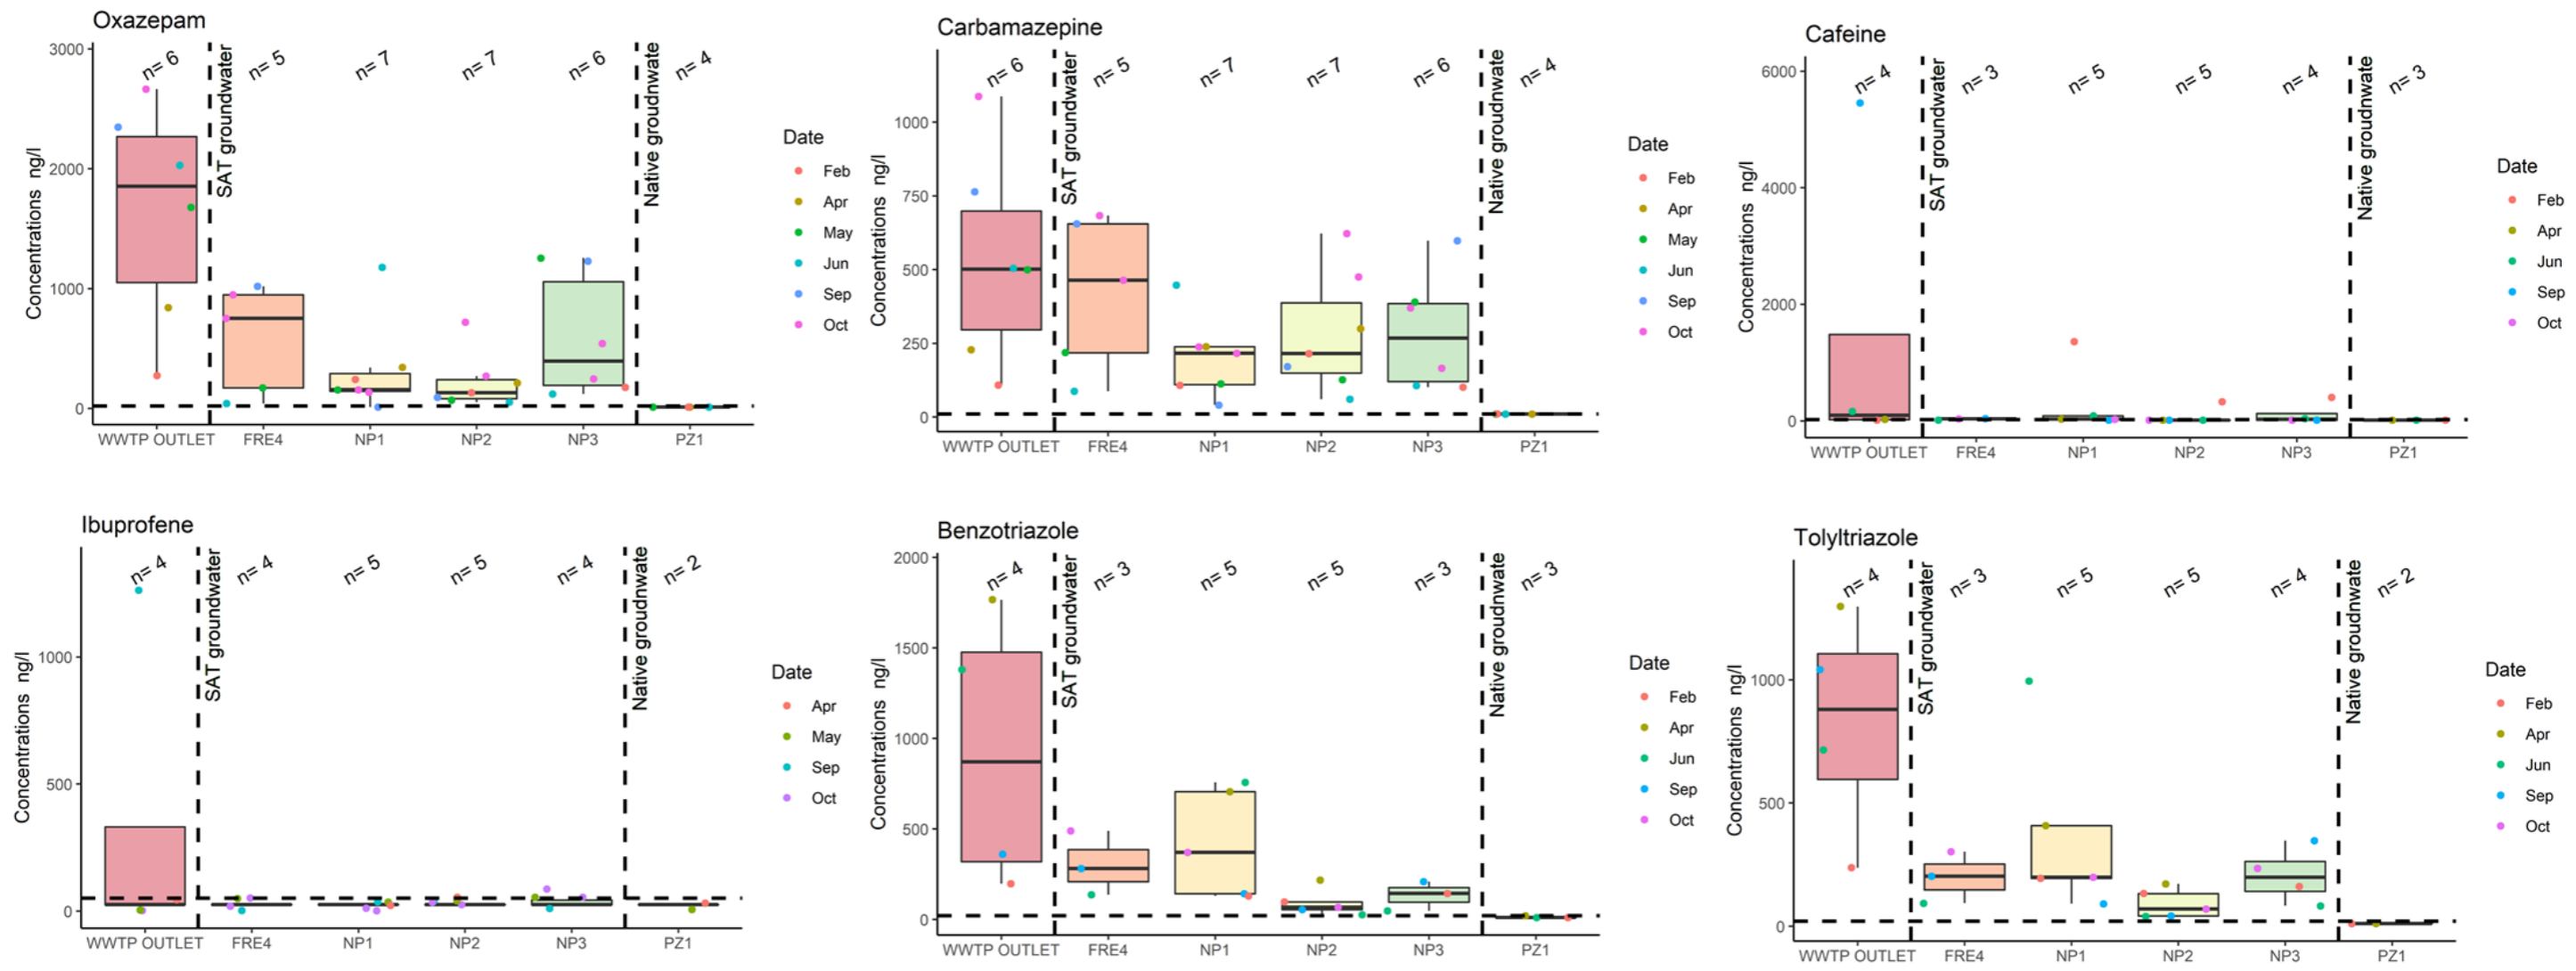 Oxazepam
Concentrations ng/l
3000
2000
1000
0
n= 6
n= 5
n= 7
n= 7
n= 6
n= 4
SAT groundwater
Native groudnwate
WWTP OUTLET
FRE4
NP1
NP2
NP3
PZ1
Date
Feb
Apr
May
Jun
Sep
Oct
Carbamazepine
Concentrations ng/l
1000
750
500
250
0
n= 6
n= 5
n= 7
n= 7
n= 6
n= 4
SAT groundwater
Native groudnwate
WWTP OUTLET
FRE4
NP1
NP2
NP3
PZ1
Date
Feb
Apr
May
Jun
Sep
Oct
Cafeine
Concentrations ng/l
6000
4000
2000
0
n= 4
n= 3
n= 5
n= 5
n= 4
n= 3
SAT groundwater
Native groudnwate
WWTP OUTLET
FRE4
NP1
NP2
NP3
PZ1
Date
Feb
Apr
Jun
Sep
Oct
Ibuprofene
Concentrations ng/l
1000
500
0
n= 4
n= 4
n= 5
n= 5
n= 4
n= 2
SAT groundwater
Native groudnwate
WWTP OUTLET
FRE4
NP1
NP2
NP3
PZ1
Date
Apr
May
Sep
Oct
Benzotriazole
Concentrations ng/l
2000
1500
1000
500
0
n= 4
n= 3
n= 5
n= 5
n= 3
n= 3
SAT groundwater
Native groudnwate
WWTP OUTLET
FRE4
NP1
NP2
NP3
PZ1
Date
Feb
Apr
Jun
Sep
Oct
Tolyltriazole
Concentrations ng/l
1000
500
0
n= 4
n= 3
n= 5
n= 5
n= 4
n= 2
SAT groundwater
Native groudnwate
WWTP OUTLET
FRE4
NP1
NP2
NP3
PZ1
Date
Feb
Apr
Jun
Sep
Oct